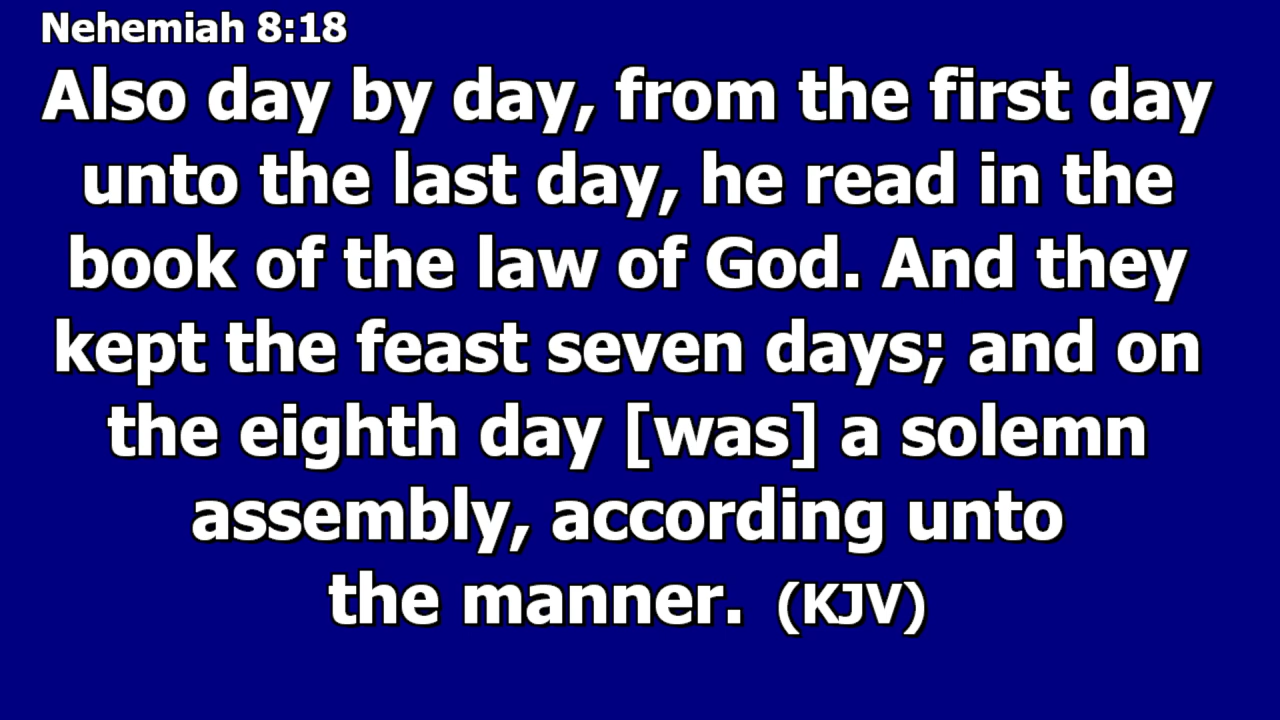 Nehemiah 8:18
Also day by day, from the first day
unto the last day, he read in the
book of the law of God. And they
kept the feast seven days; and on
the eighth day [was] a solemn
assembly, according unto
the manner. (KJV)